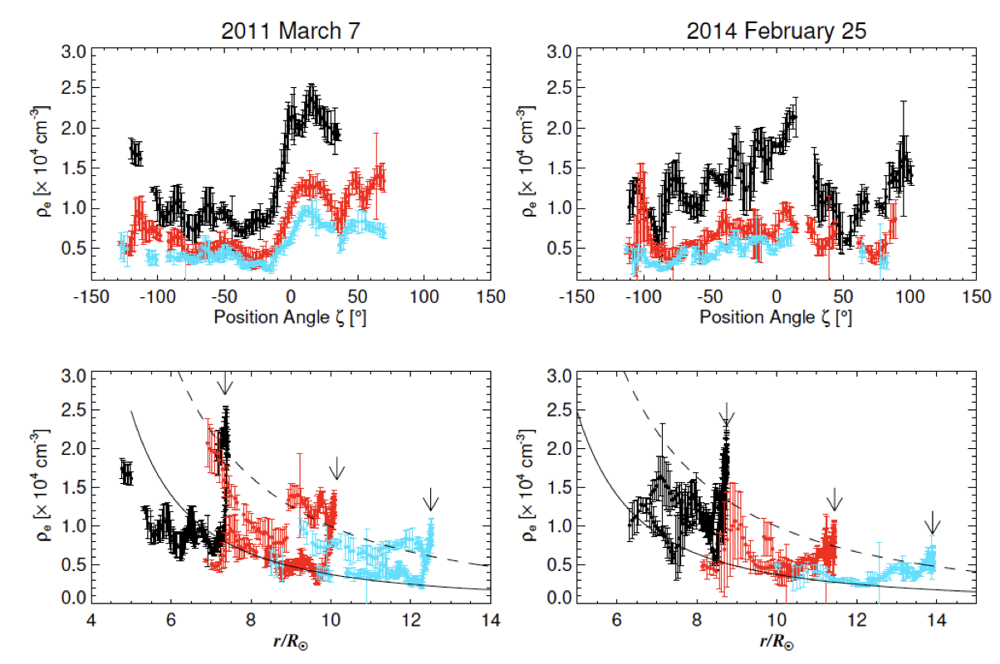 2011 March 7
2014 February 25
3.0
2.5
2.0
1.5
1.0
0.5
ρe [× 10⁴ cm⁻³]
-150 -100 -50 0 50 100 150
Position Angle ζ [°]
3.0
2.5
2.0
1.5
1.0
0.5
ρe [× 10⁴ cm⁻³]
-150 -100 -50 0 50 100 150
Position Angle ζ [°]
3.0
2.5
2.0
1.5
1.0
0.5
0.0
ρe [× 10⁴ cm⁻³]
4 6 8 10 12 14
r/R☉
3.0
2.5
2.0
1.5
1.0
0.5
0.0
ρe [× 10⁴ cm⁻³]
6 8 10 12 14
r/R☉